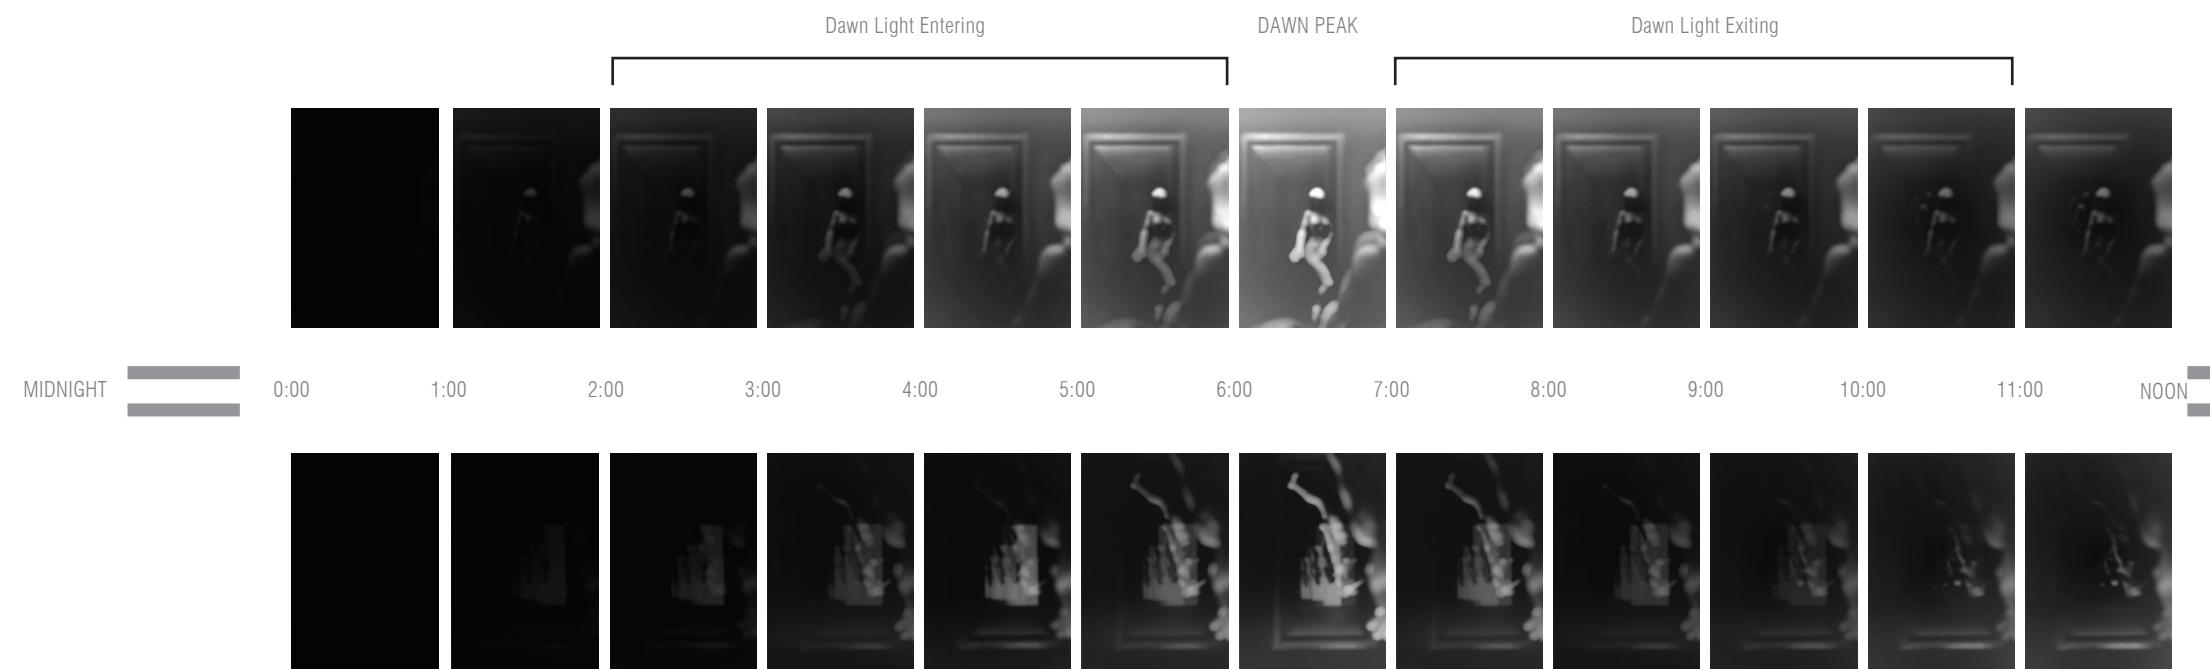 Dawn Light Entering
DAWN PEAK
Dawn Light Exiting
MIDNIGHT
0:00
1:00
2:00
3:00
4:00
5:00
6:00
7:00
8:00
9:00
10:00
11:00
NOON